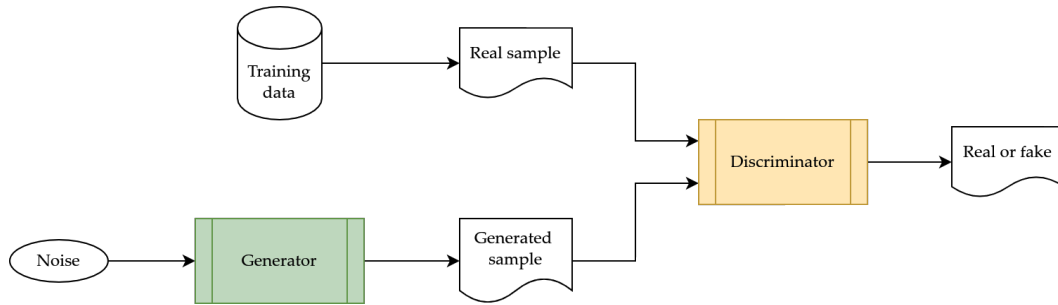 Training
data
Real sample
Discriminator
Real or fake
Noise
Generator
Generated
sample